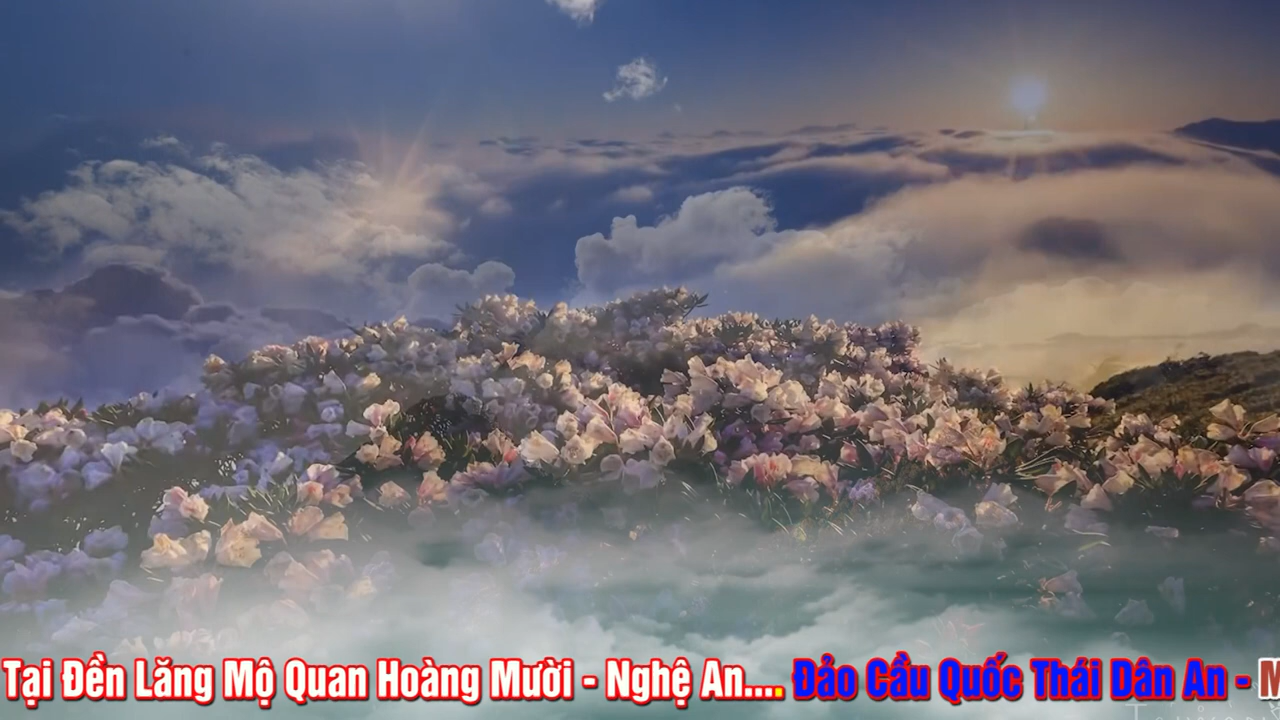 Tại Đền Lăng Mộ Quan Hoàng Mười - Nghệ An.... Đảo Cầu Quốc Thái Dân An -